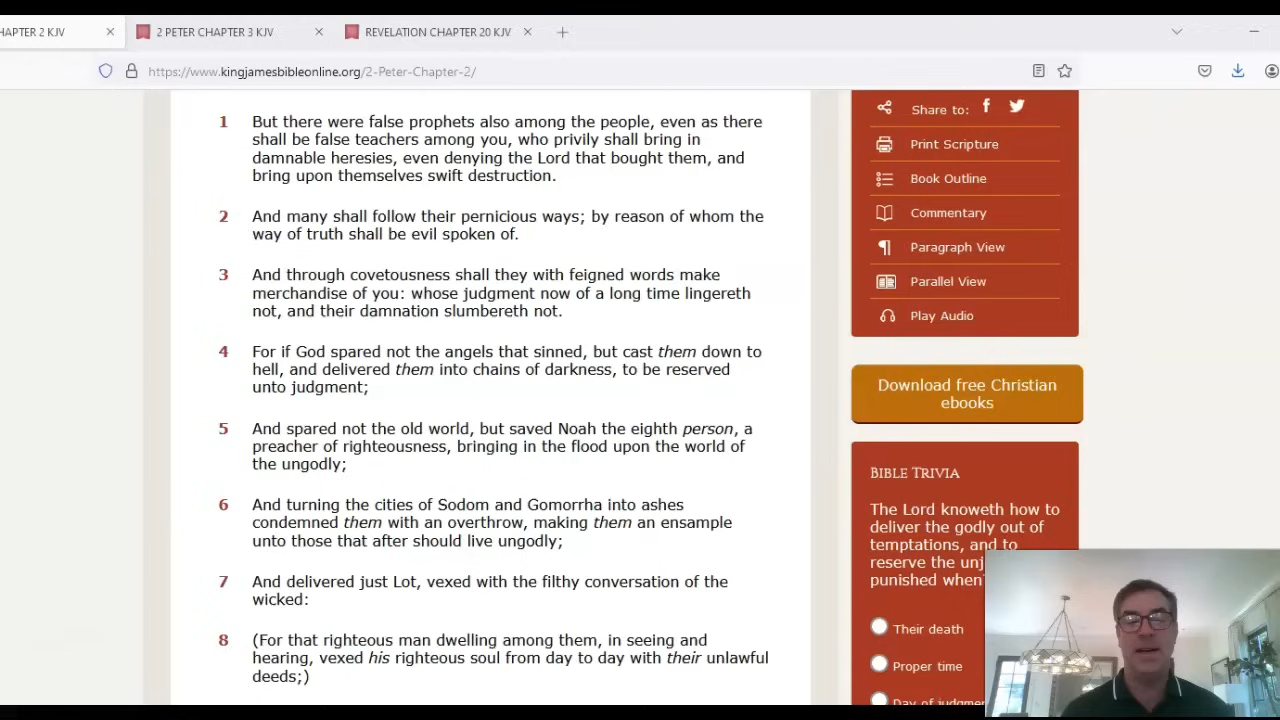 HAPTER 2 KJV
2 PETER CHAPTER 3 KJV
REVELATION CHAPTER 20 KJV
https://www.kingjamesbibleonline.org/2-Peter-Chapter-2/
1 But there were false prophets also among the people, even as there
shall be false teachers among you, who privily shall bring in
damnable heresies, even denying the Lord that bought them, and
bring upon themselves swift destruction.
2 And many shall follow their pernicious ways; by reason of whom the
way of truth shall be evil spoken of.
3 And through covetousness shall they with feigned words make
merchandise of you: whose judgment now of a long time lingereth
not, and their damnation slumbereth not.
4 For if God spared not the angels that sinned, but cast them down to
hell, and delivered them into chains of darkness, to be reserved
unto judgment;
5 And spared not the old world, but saved Noah the eighth person, a
preacher of righteousness, bringing in the flood upon the world of
the ungodly;
6 And turning the cities of Sodom and Gomorrha into ashes
condemned them with an overthrow, making them an ensample
unto those that after should live ungodly;
7 And delivered just Lot, vexed with the filthy conversation of the
wicked:
8 (For that righteous man dwelling among them, in seeing and
hearing, vexed his righteous soul from day to day with their unlawful
deeds;)
Share to:
Print Scripture
Book Outline
Commentary
Paragraph View
Parallel View
Play Audio
Download free Christian
ebooks
BIBLE TRIVIA
The Lord knoweth how to
deliver the godly out of
temptations, and to
reserve the unj
punished when
Their death
Proper time
Day of judgmen